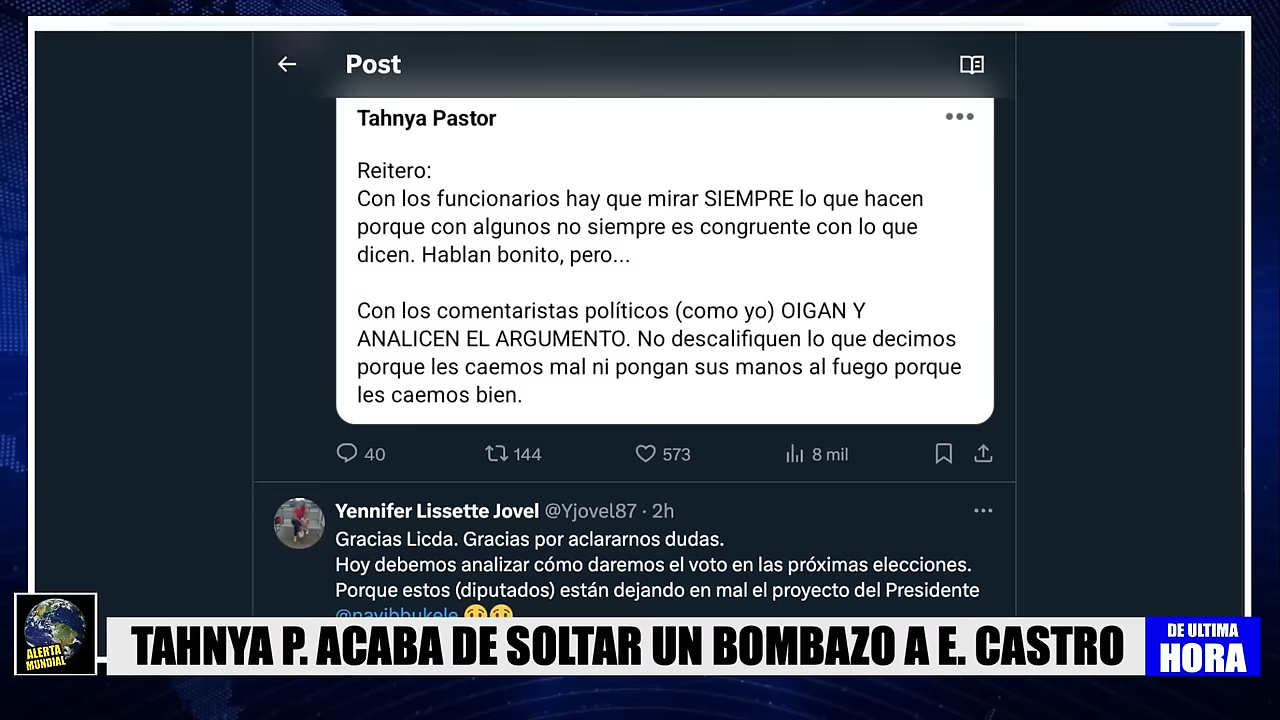 Post
Tahnya Pastor
Reitero:
Con los funcionarios hay que mirar SIEMPRE lo que hacen
porque con algunos no siempre es congruente con lo que
dicen. Hablan bonito, pero...
Con los comentaristas políticos (como yo) OIGAN Y
ANALICEN EL ARGUMENTO. No descalifiquen lo que decimos
porque les caemos mal ni pongan sus manos al fuego porque
les caemos bien.
40 144 573 8 mil
Yennifer Lissette Jovel @Yjovel87 · 2h
Gracias Licda. Gracias por aclararnos dudas.
Hoy debemos analizar cómo daremos el voto en las próximas elecciones.
Porque estos (diputados) están dejando en mal el proyecto del Presidente
@nayibbukele
ALERTA
MUNDIAL
TAHNYA P. ACABA DE SOLTAR UN BOMBAZO A E. CASTRO
DE ULTIMA
HORA